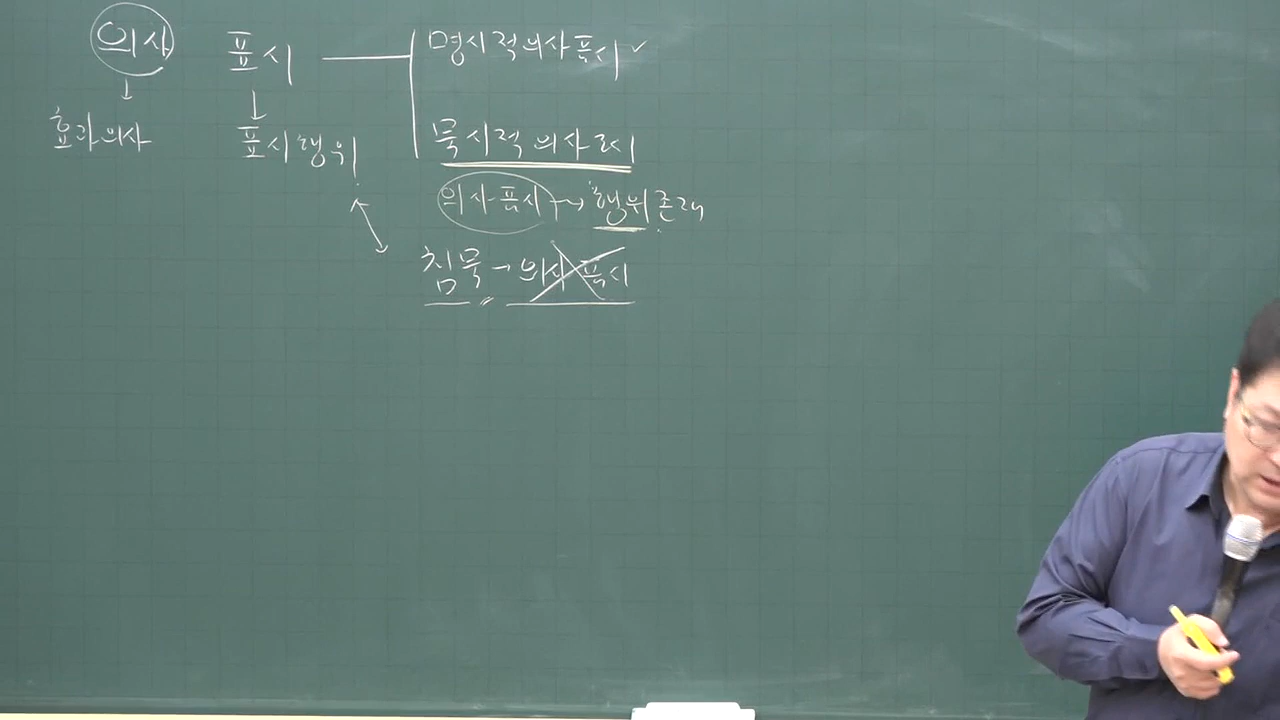 의사 표시 명시적의사표시 ✓
효과의사 표시행위 묵시적 의사표시
의사표시 → 행위존재
침묵 → 의사표시